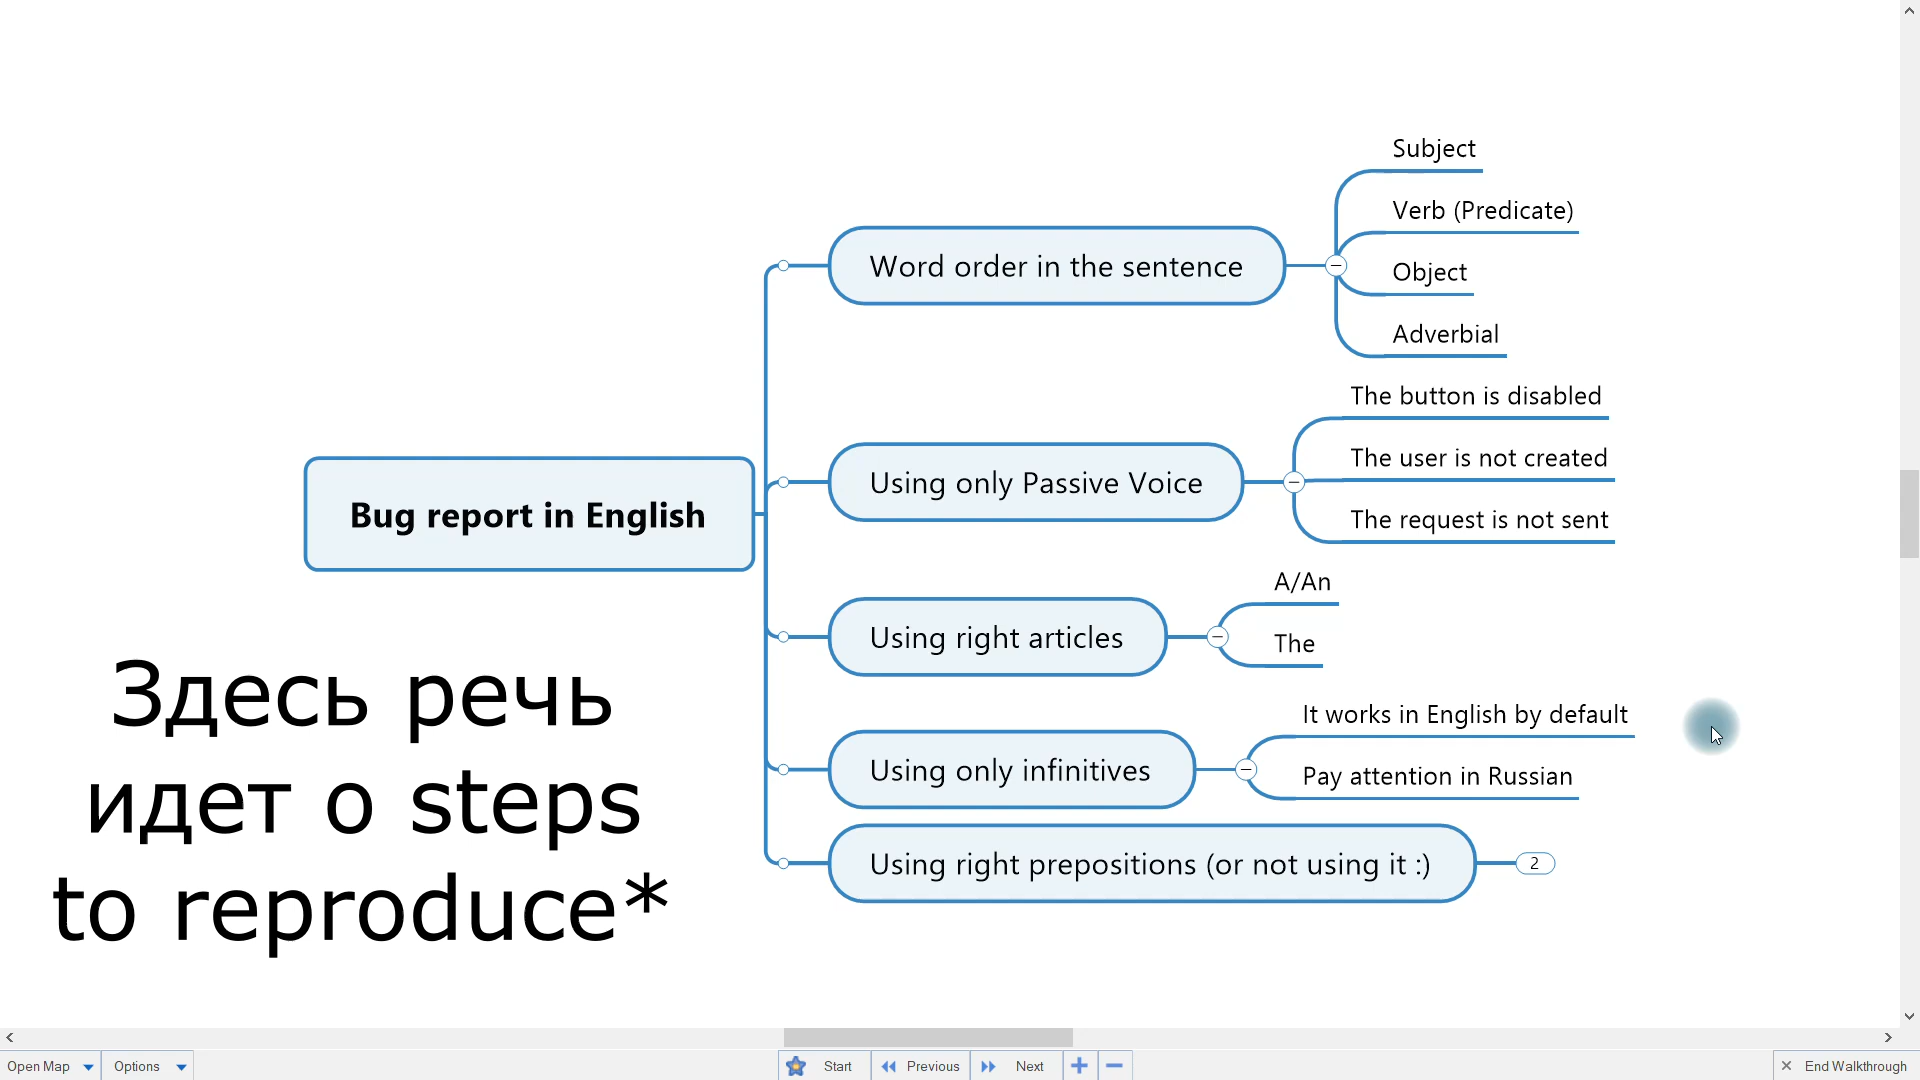 Subject
Verb (Predicate)
Word order in the sentence
Object
Adverbial
The button is disabled
The user is not created
Using only Passive Voice
The request is not sent
Bug report in English
A/An
Using right articles
The
It works in English by default
Using only infinitives
Pay attention in Russian
Using right prepositions (or not using it :)
2
Здесь речь
идет о steps
to reproduce*
Open Map
Options
Start
Previous
Next
End Walkthrough